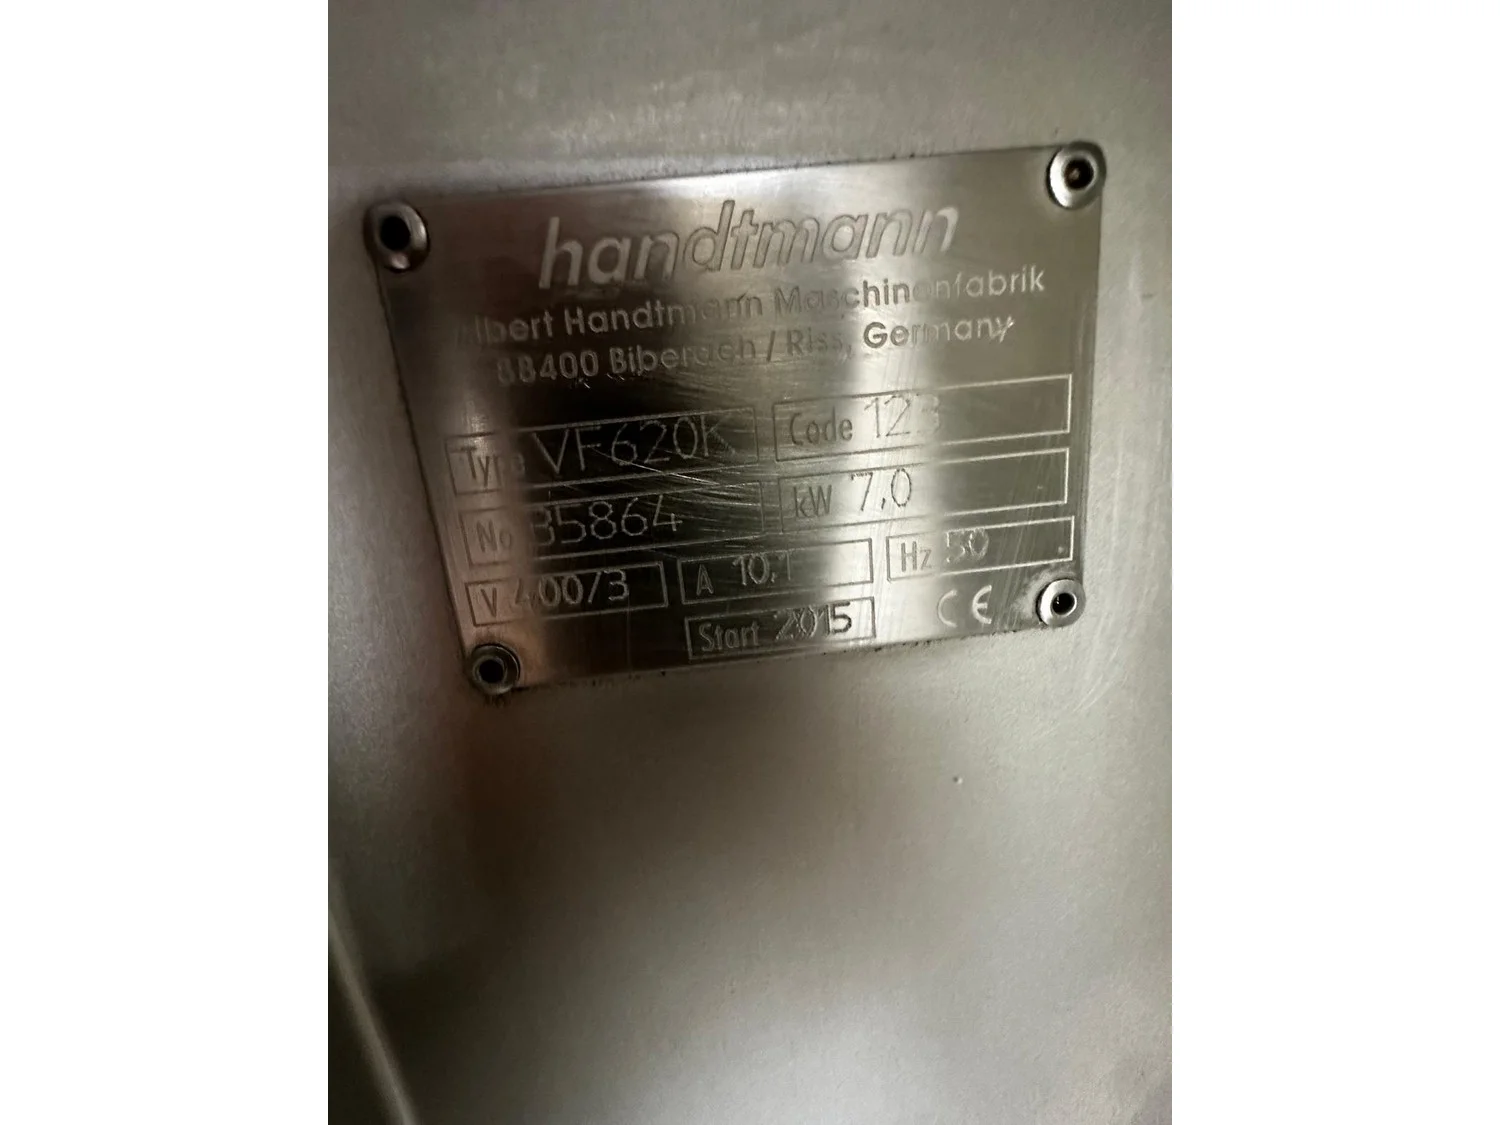 handtmann
Albert Handtmann Maschinenfabrik
88400 Biberach / Riss, Germany
Type VF620K Code 123
No 35864 kW 7,0
V 400/3 A 10,1 Hz 50
Start 2015 CE